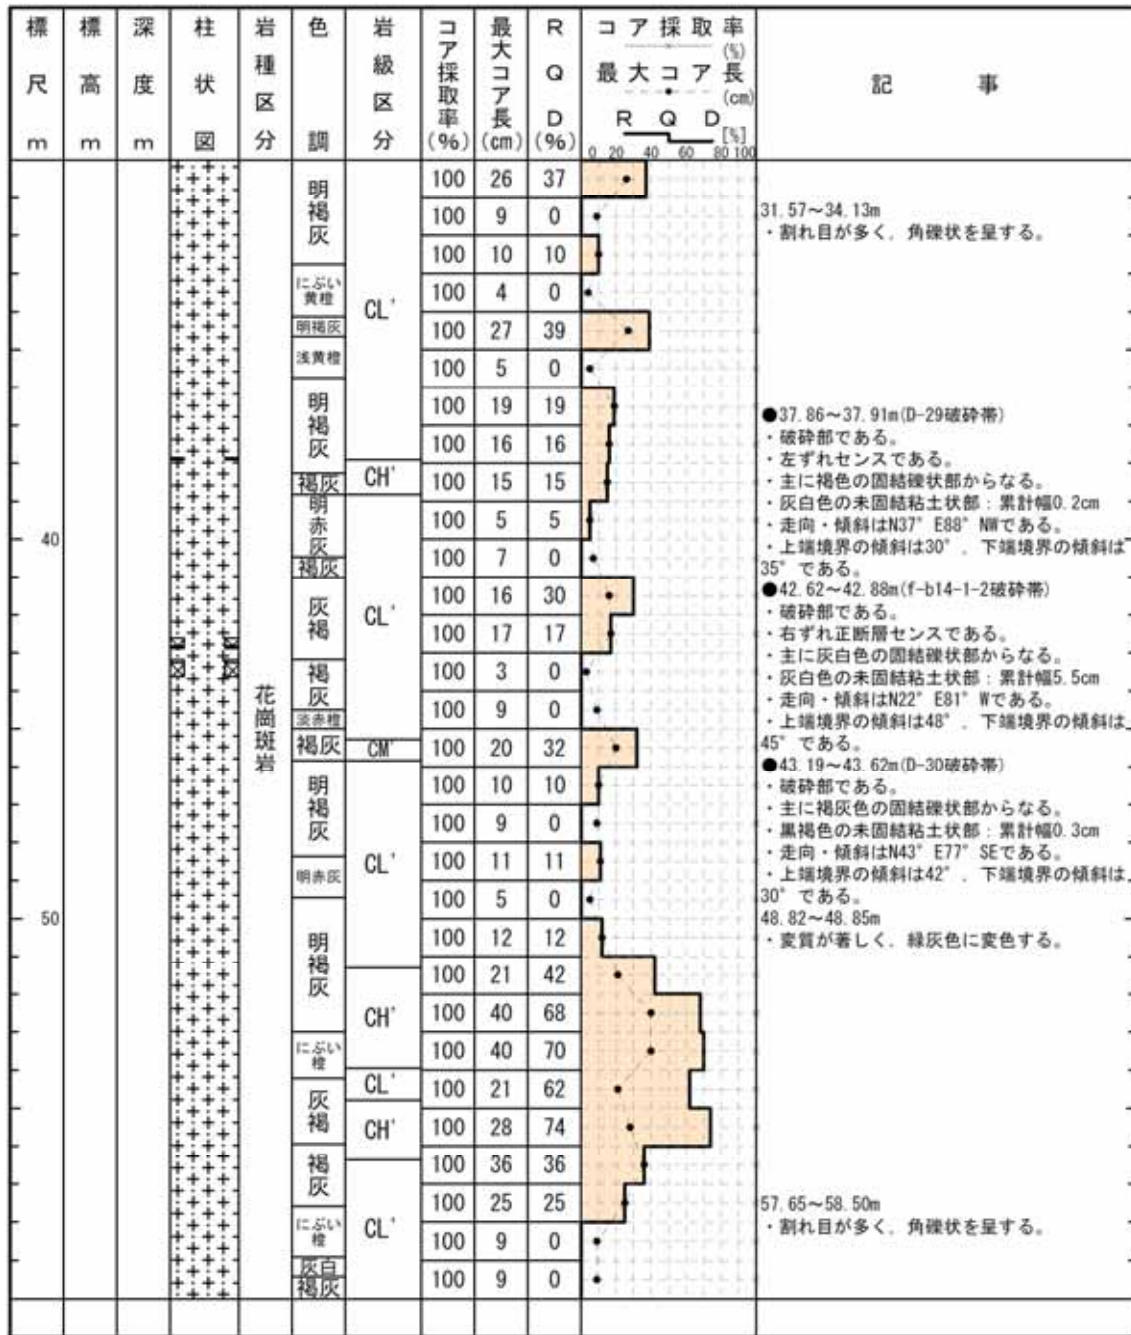 標尺m
標高m
深度m
柱状図
岩種区分
色調
岩級区分
コア採取率(%)
最大コア長(cm)
RQD(%)
コア採取率(%)
最大コア長(cm)
RQD[%]
0 20 40 60 80 100
記事
40
50
花崗斑岩
明褐灰
にぶい黄橙
明褐灰
浅黄橙
明褐灰
褐灰
明赤灰
褐灰
灰褐
褐灰
淡赤橙
褐灰
明褐灰
明赤灰
明褐灰
にぶい橙
灰褐
褐灰
にぶい橙
灰白
褐灰
CL'
CH'
CL'
CM'
CL'
CH'
CL'
CH'
CL'
100 26 37
100 9 0
100 10 10
100 4 0
100 27 39
100 5 0
100 19 19
100 16 16
100 15 15
100 5 5
100 7 0
100 16 30
100 17 17
100 3 0
100 9 0
100 20 32
100 10 10
100 9 0
100 11 11
100 5 0
100 12 12
100 21 42
100 40 68
100 40 70
100 21 62
100 28 74
100 36 36
100 25 25
100 9 0
100 9 0
31.57～34.13m
・割れ目が多く、角礫状を呈する。
●37.86～37.91m(D-29破砕帯)
・破砕部である。
・左ずれセンスである。
・主に褐色の固結礫状部からなる。
・灰白色の未固結粘土状部：累計幅0.2cm
・走向・傾斜はN37°E88°NWである。
・上端境界の傾斜は30°、下端境界の傾斜は
35°である。
●42.62～42.88m(f-b14-1-2破砕帯)
・破砕部である。
・右ずれ正断層センスである。
・主に灰白色の固結礫状部からなる。
・灰白色の未固結粘土状部：累計幅5.5cm
・走向・傾斜はN22°E81°Wである。
・上端境界の傾斜は48°、下端境界の傾斜は
45°である。
●43.19～43.62m(D-30破砕帯)
・破砕部である。
・主に褐灰色の固結礫状部からなる。
・黒褐色の未固結粘土状部：累計幅0.3cm
・走向・傾斜はN43°E77°SEである。
・上端境界の傾斜は42°、下端境界の傾斜は
30°である。
48.82～48.85m
・変質が著しく、緑灰色に変色する。
57.65～58.50m
・割れ目が多く、角礫状を呈する。